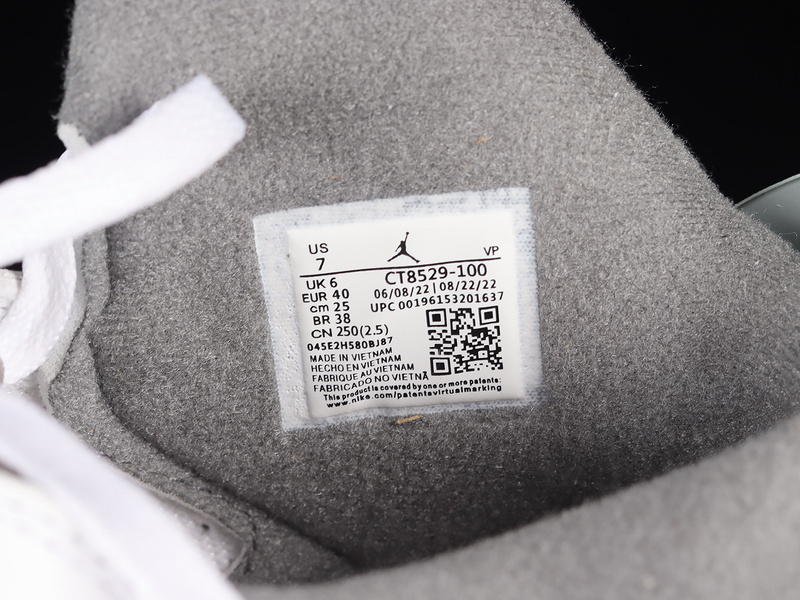 US
7
VP
UK 6
CT8529-100
EUR 40
06/08/22 | 08/22/22
cm 25
UPC 00196153201637
BR 38
CN 250(2.5)
045E2H580BJ87
MADE IN VIETNAM
HECHO EN VIETNAM
FABRIQUE AU VIETNAM
FABRICADO NO VIETNÃ
This product is covered by one or more patents:
www.nike.com/patentsvirtualmarking